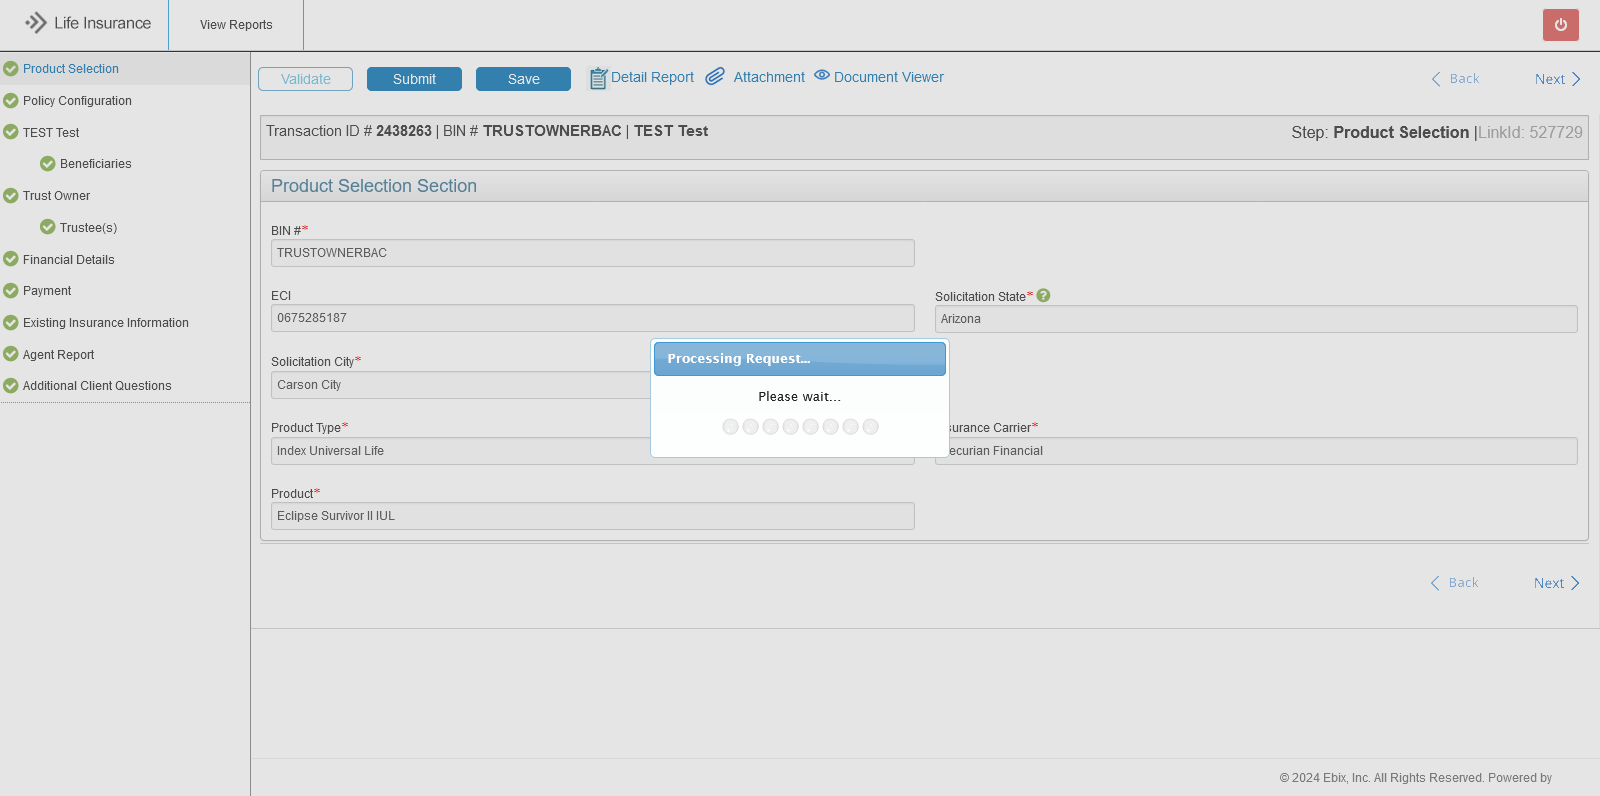 Life Insurance
View Reports
Product Selection
Policy Configuration
TEST Test
Beneficiaries
Trust Owner
Trustee(s)
Financial Details
Payment
Existing Insurance Information
Agent Report
Additional Client Questions
Validate
Submit
Save
Detail Report
Attachment
Document Viewer
Back
Next
Transaction ID # 2438263 | BIN # TRUSTOWNERBAC | TEST Test
Step: Product Selection |LinkId: 527729
Product Selection Section
BIN #*
TRUSTOWNERBAC
ECI
0675285187
Solicitation State* ?
Arizona
Solicitation City*
Carson City
Processing Request...
Please wait...
Product Type*
Index Universal Life
surance Carrier*
ecurian Financial
Product*
Eclipse Survivor II IUL
Back
Next
© 2024 Ebix, Inc. All Rights Reserved. Powered by